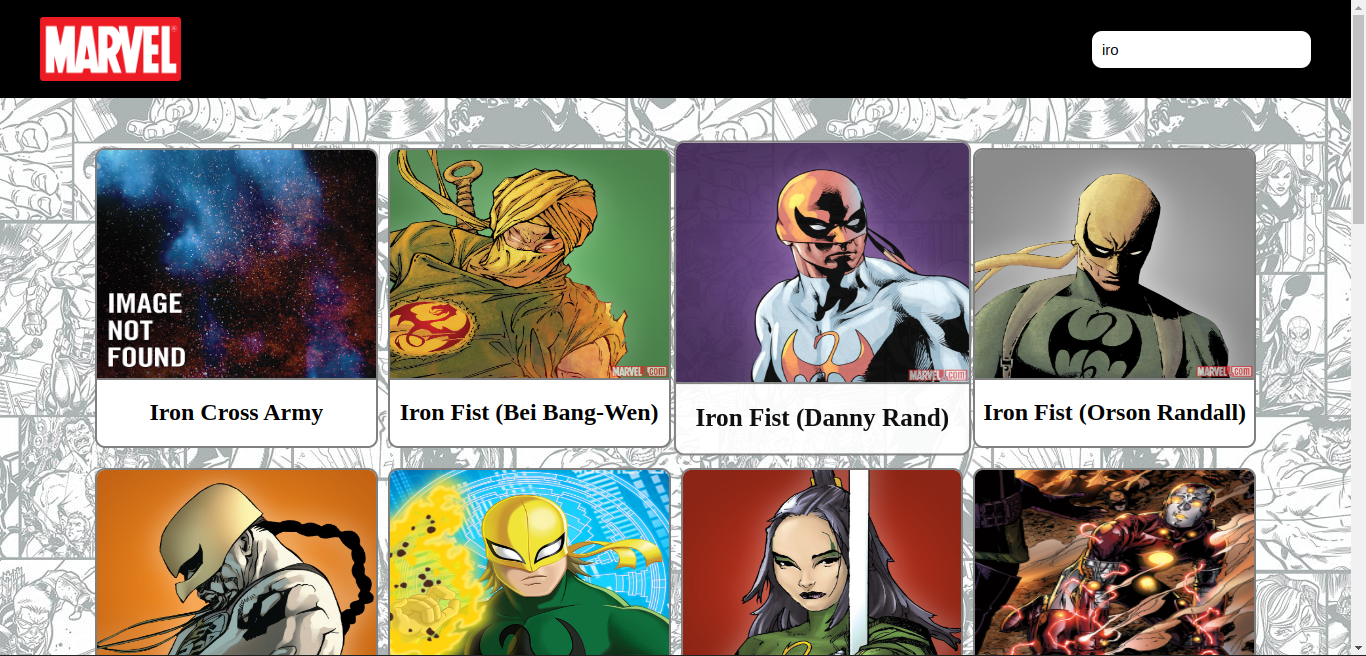 MARVEL
iro
IMAGE
NOT
FOUND
MARVEL.COM
MARVEL.COM
MARVEL.COM
Iron Cross Army
Iron Fist (Bei Bang-Wen)
Iron Fist (Danny Rand)
Iron Fist (Orson Randall)